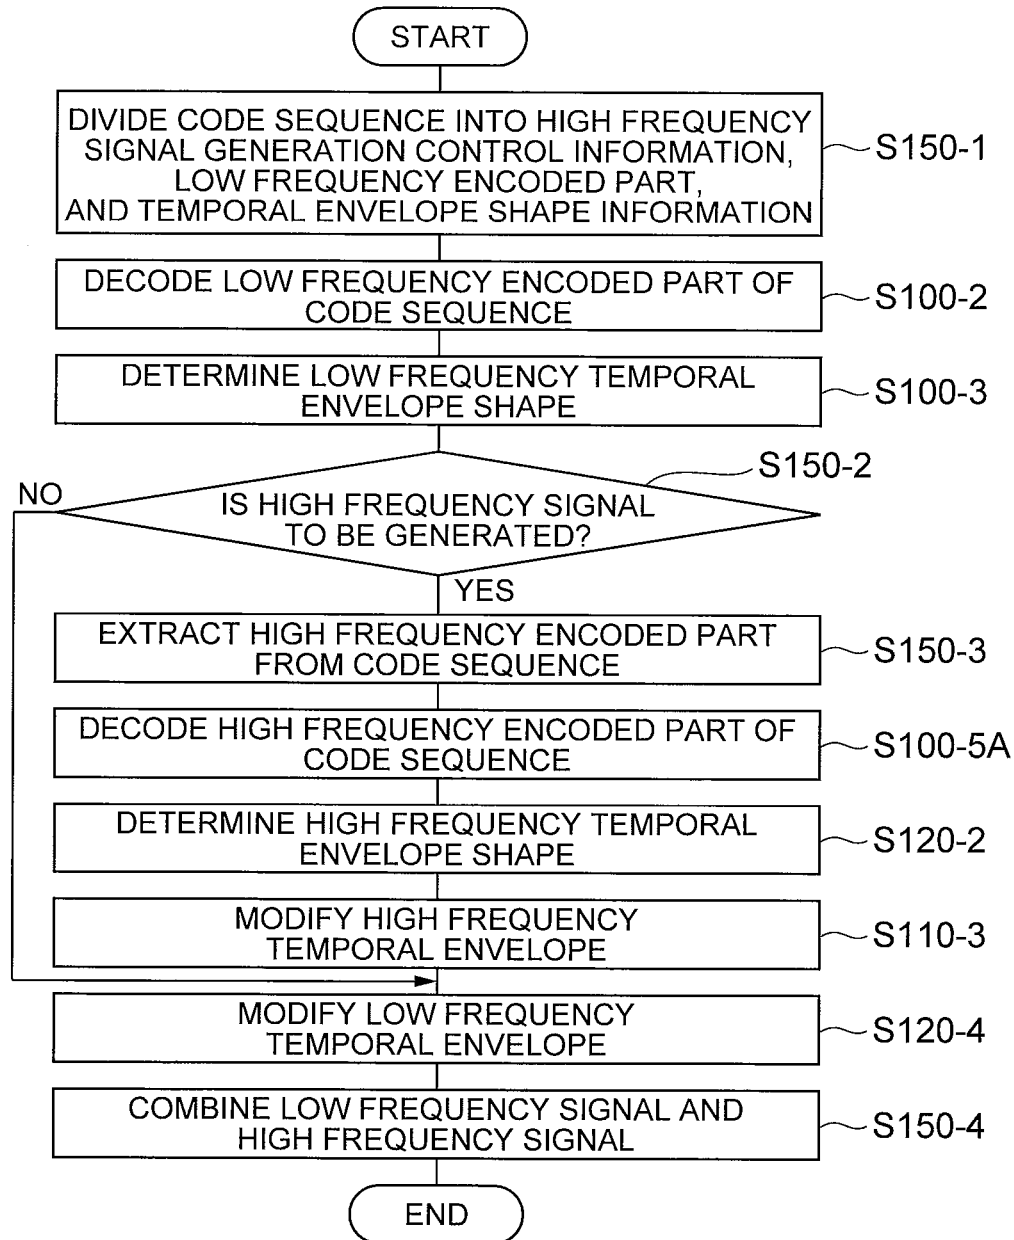 START
DIVIDE CODE SEQUENCE INTO HIGH FREQUENCY
SIGNAL GENERATION CONTROL INFORMATION,
LOW FREQUENCY ENCODED PART,
AND TEMPORAL ENVELOPE SHAPE INFORMATION
S150-1
DECODE LOW FREQUENCY ENCODED PART OF
CODE SEQUENCE
S100-2
DETERMINE LOW FREQUENCY TEMPORAL
ENVELOPE SHAPE
S100-3
S150-2
NO
IS HIGH FREQUENCY SIGNAL
TO BE GENERATED?
YES
EXTRACT HIGH FREQUENCY ENCODED PART
FROM CODE SEQUENCE
S150-3
DECODE HIGH FREQUENCY ENCODED PART OF
CODE SEQUENCE
S100-5A
DETERMINE HIGH FREQUENCY TEMPORAL
ENVELOPE SHAPE
S120-2
MODIFY HIGH FREQUENCY
TEMPORAL ENVELOPE
S110-3
MODIFY LOW FREQUENCY
TEMPORAL ENVELOPE
S120-4
COMBINE LOW FREQUENCY SIGNAL AND
HIGH FREQUENCY SIGNAL
S150-4
END